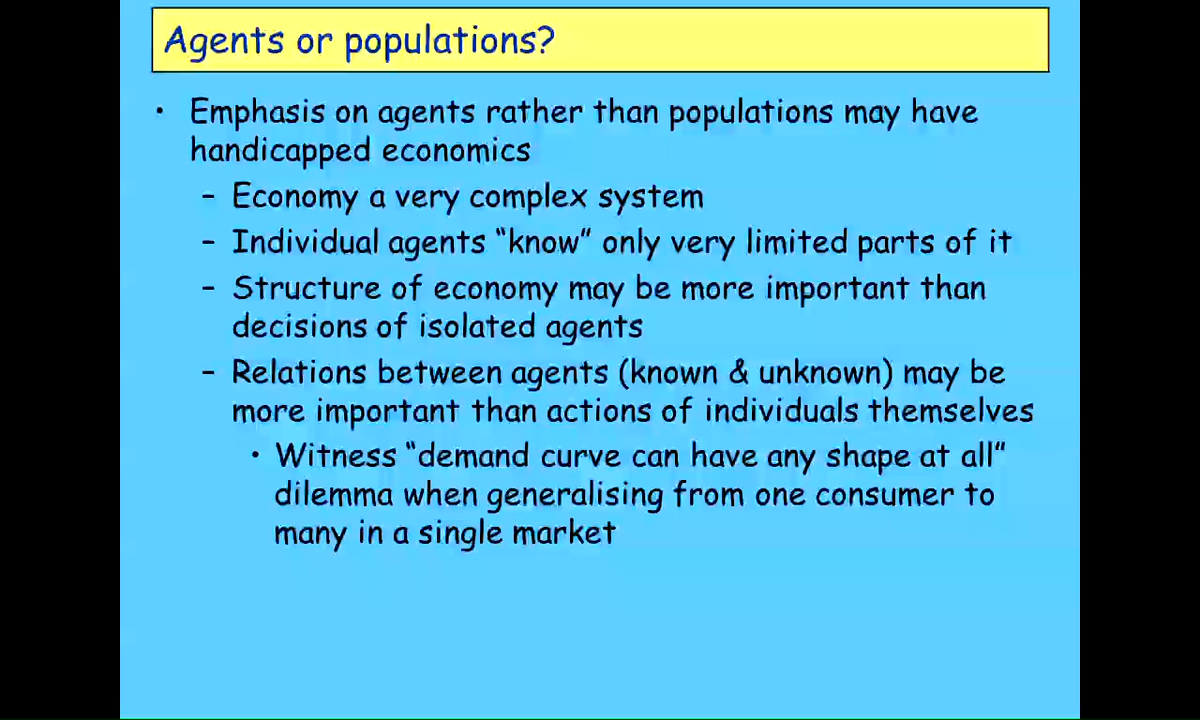 Agents or populations?
• Emphasis on agents rather than populations may have
handicapped economics
– Economy a very complex system
– Individual agents “know” only very limited parts of it
– Structure of economy may be more important than
decisions of isolated agents
– Relations between agents (known & unknown) may be
more important than actions of individuals themselves
• Witness “demand curve can have any shape at all”
dilemma when generalising from one consumer to
many in a single market